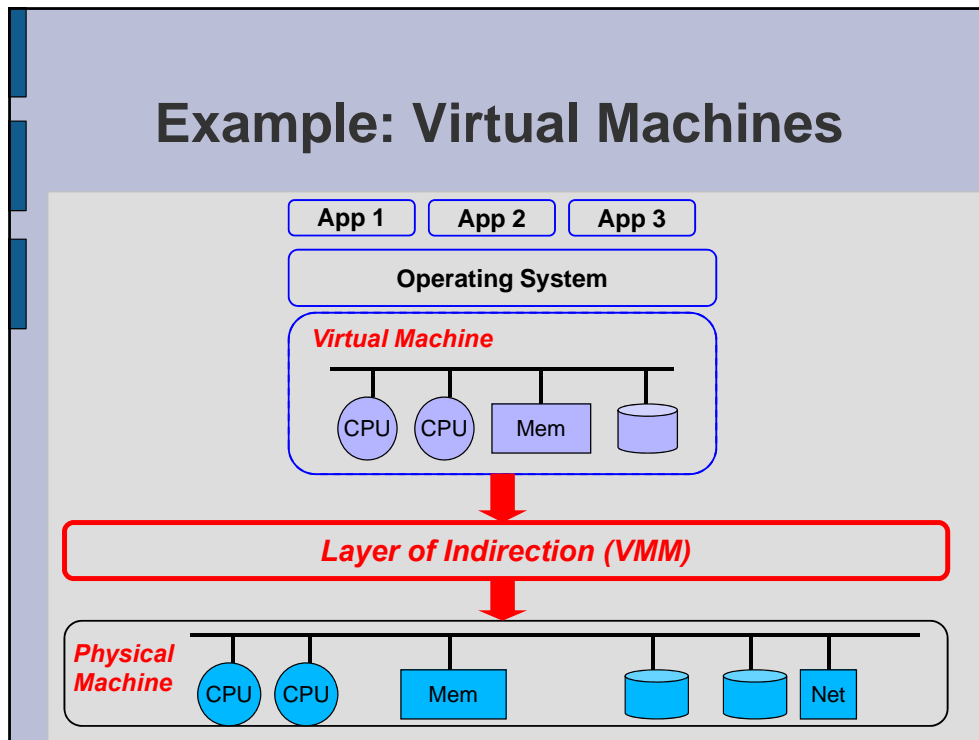 Example: Virtual Machines
App 1
App 2
App 3
Operating System
Virtual Machine
CPU
CPU
Mem
Layer of Indirection (VMM)
Physical
Machine
CPU
CPU
Mem
Net